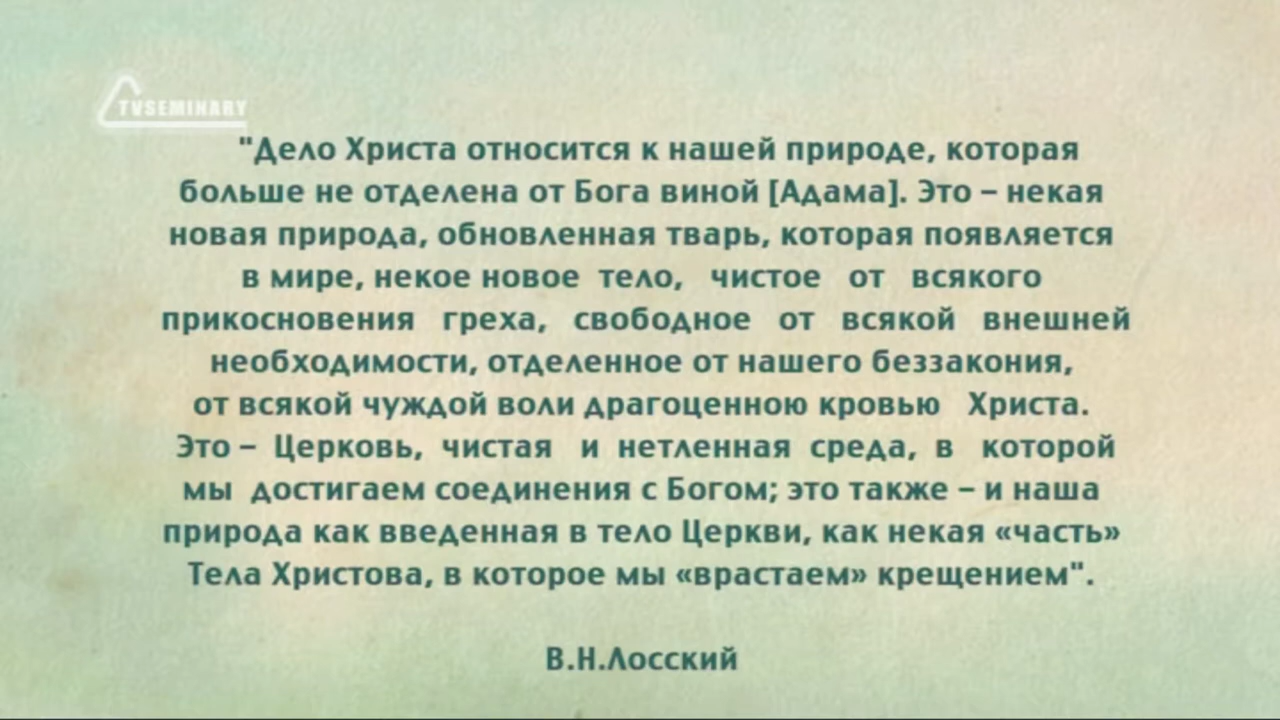 TVSEMINARY
"Дело Христа относится к нашей природе, которая
больше не отделена от Бога виной [Адама]. Это – некая
новая природа, обновленная тварь, которая появляется
в мире, некое новое тело, чистое от всякого
прикосновения греха, свободное от всякой внешней
необходимости, отделенное от нашего беззакония,
от всякой чуждой воли драгоценною кровью Христа.
Это – Церковь, чистая и нетленная среда, в которой
мы достигаем соединения с Богом; это также – и наша
природа как введенная в тело Церкви, как некая «часть»
Тела Христова, в которое мы «врастаем» крещением".
В.Н.Лосский